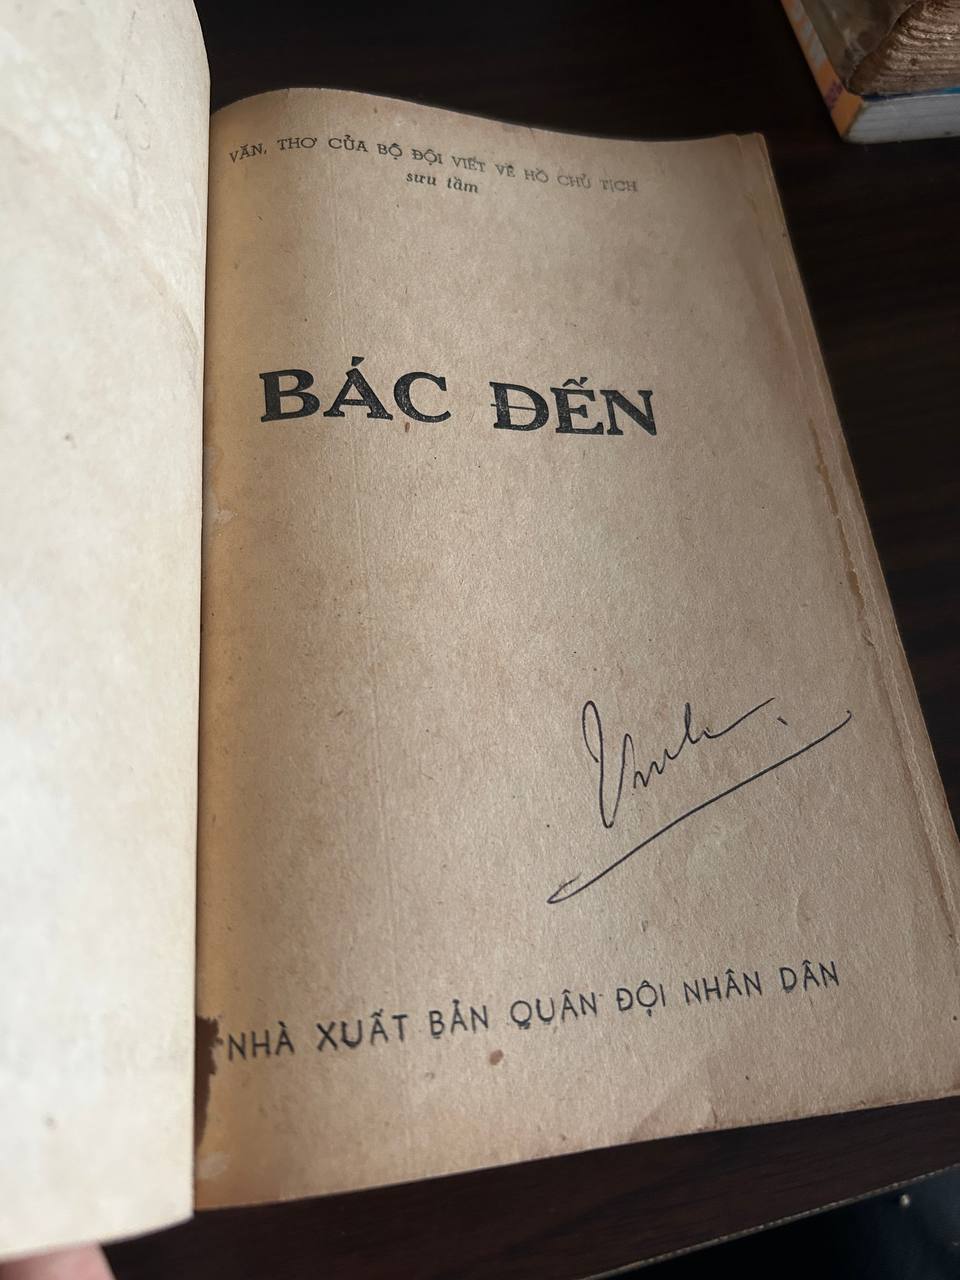 VĂN, THƠ CỦA BỘ ĐỘI VIẾT VỀ HỒ CHỦ TỊCH
sưu tầm
BÁC ĐẾN
NHÀ XUẤT BẢN QUÂN ĐỘI NHÂN DÂN